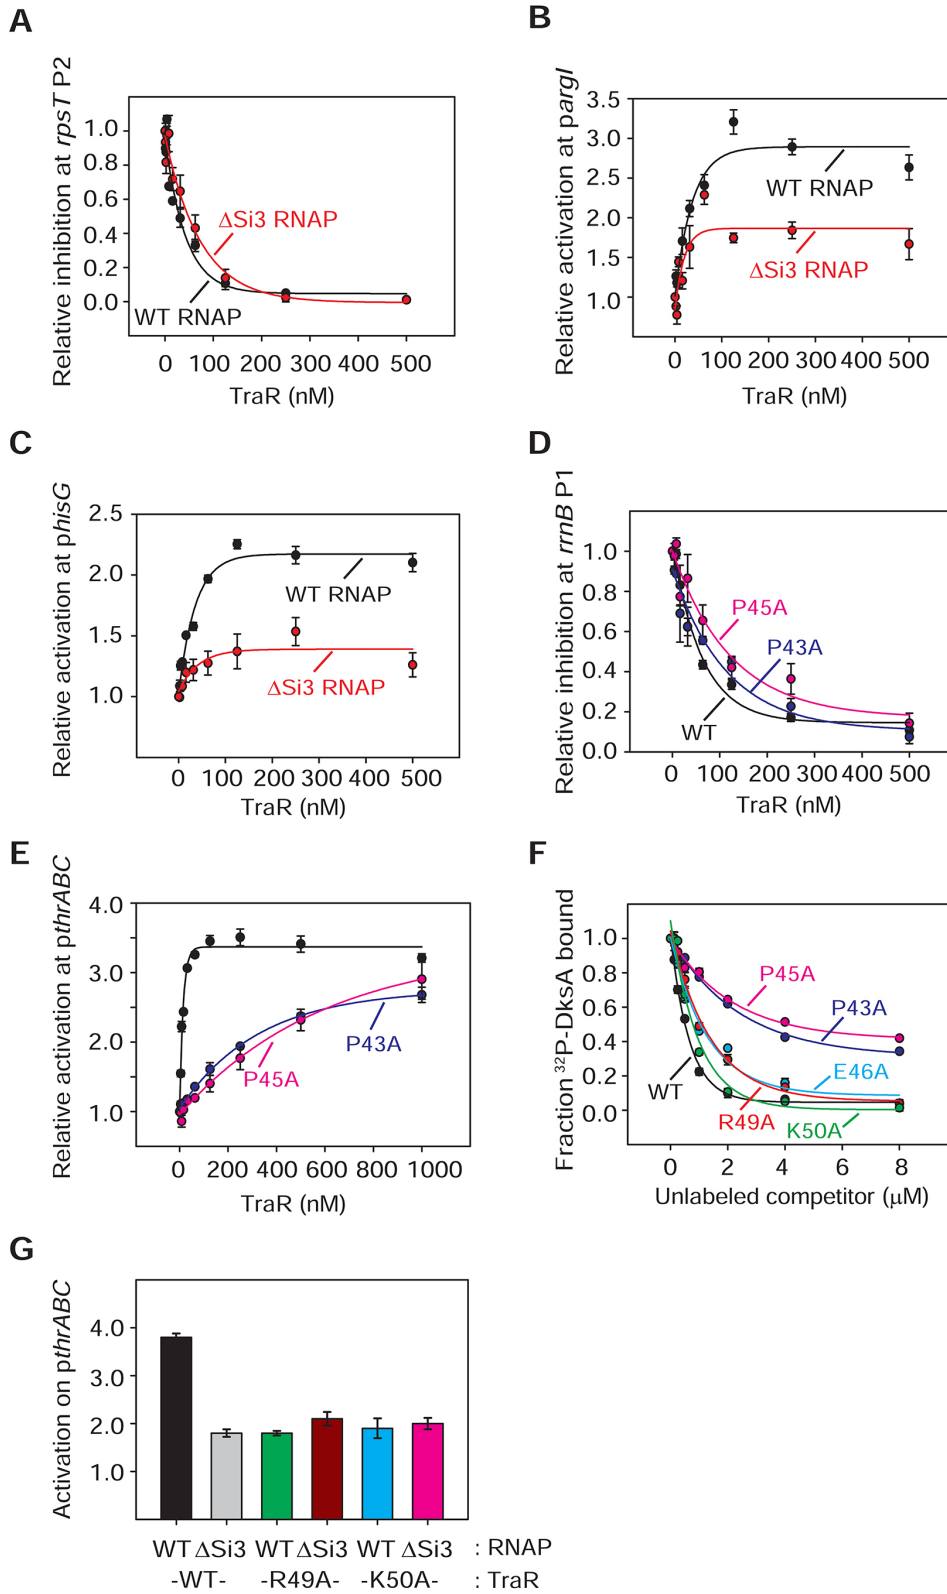 A
Relative inhibition at rpsT P2
1.0
0.8
0.6
0.4
0.2
0.0
ΔSi3 RNAP
WT RNAP
0 100 200 300 400 500
TraR (nM)
B
Relative activation at pargI
3.5
3.0
2.5
2.0
1.5
1.0
WT RNAP
ΔSi3 RNAP
0 100 200 300 400 500
TraR (nM)
C
Relative activation at phisG
2.5
2.0
1.5
1.0
WT RNAP
ΔSi3 RNAP
0 100 200 300 400 500
TraR (nM)
D
Relative inhibition at rrnB P1
1.0
0.8
0.6
0.4
0.2
0.0
P45A
P43A
WT
0 100 200 300 400 500
TraR (nM)
E
Relative activation at pthrABC
4.0
3.0
2.0
1.0
P43A
P45A
0 200 400 600 800 1000
TraR (nM)
F
Fraction ³²P-DksA bound
1.0
0.8
0.6
0.4
0.2
0.0
P45A
P43A
E46A
WT
R49A
K50A
0 2 4 6 8
Unlabeled competitor (μM)
G
Activation on pthrABC
4.0
3.0
2.0
1.0
WT ΔSi3 WT ΔSi3 WT ΔSi3 : RNAP
-WT- -R49A- -K50A- : TraR